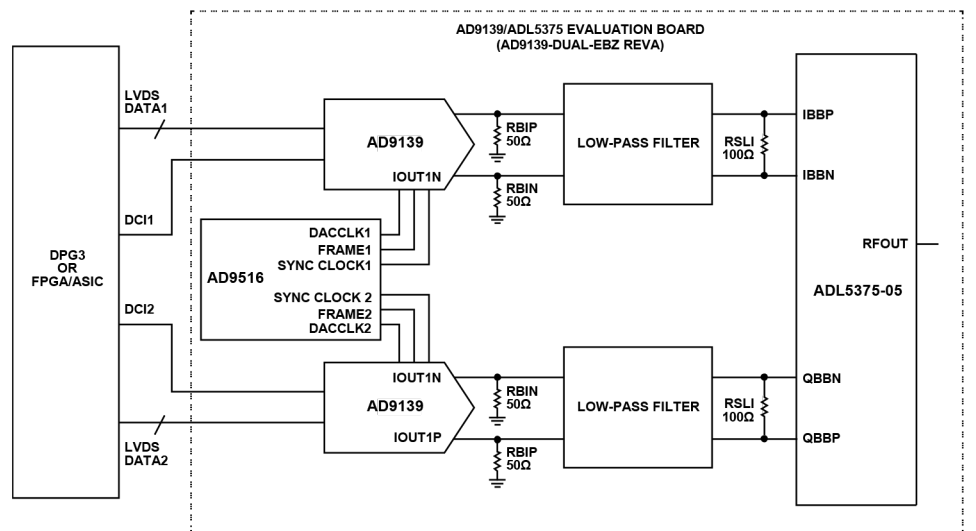 AD9139/ADL5375 EVALUATION BOARD
(AD9139-DUAL-EBZ REVA)
LVDS
DATA1
AD9139
IOUT1N
RBIP
50Ω
RBIN
50Ω
LOW-PASS FILTER
RSLI
100Ω
IBBP
IBBN
DCI1
DPG3
OR
FPGA/ASIC
DCI2
AD9516
DACCLK1
FRAME1
SYNC CLOCK1
SYNC CLOCK 2
FRAME2
DACCLK2
RFOUT
ADL5375-05
IOUT1N
AD9139
IOUT1P
RBIN
50Ω
RBIP
50Ω
LOW-PASS FILTER
RSLI
100Ω
QBBN
QBBP
LVDS
DATA2